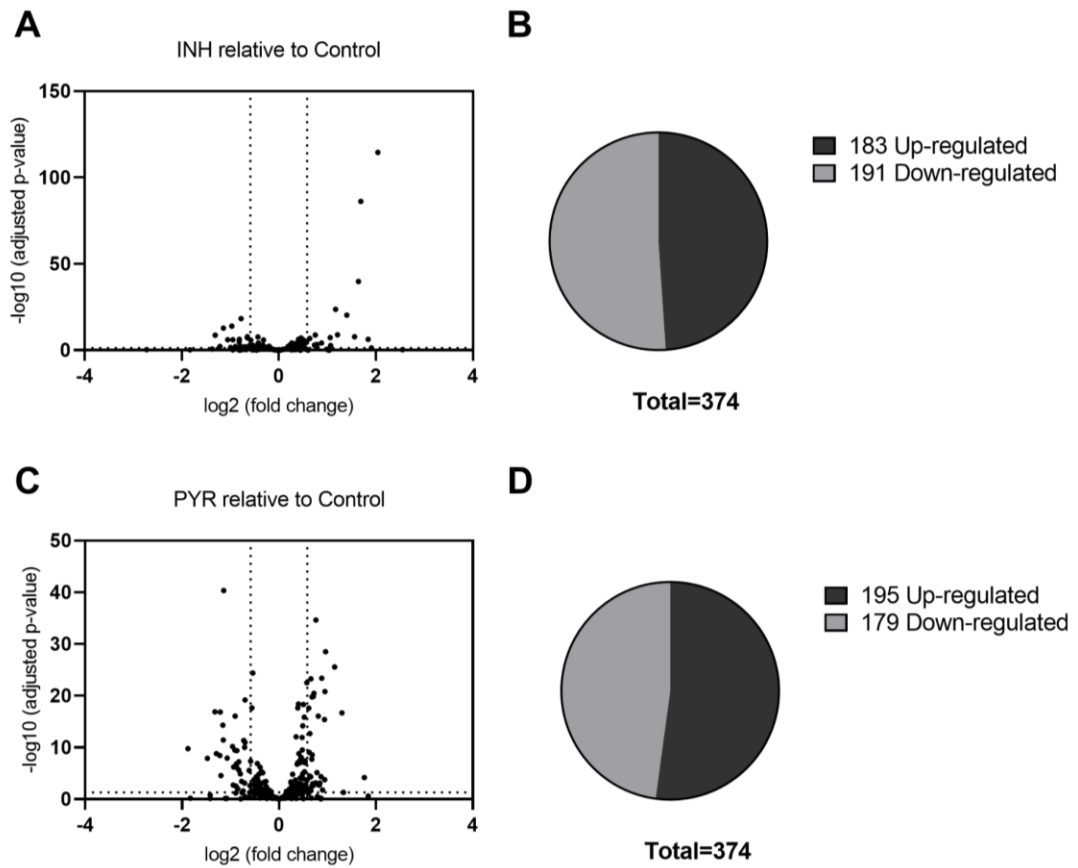 A
INH relative to Control
150
100
50
0
-log10 (adjusted p-value)
-4 -2 0 2 4
log2 (fold change)
B
183 Up-regulated
191 Down-regulated
Total=374
C
PYR relative to Control
50
40
30
20
10
0
-log10 (adjusted p-value)
-4 -2 0 2 4
log2 (fold change)
D
195 Up-regulated
179 Down-regulated
Total=374